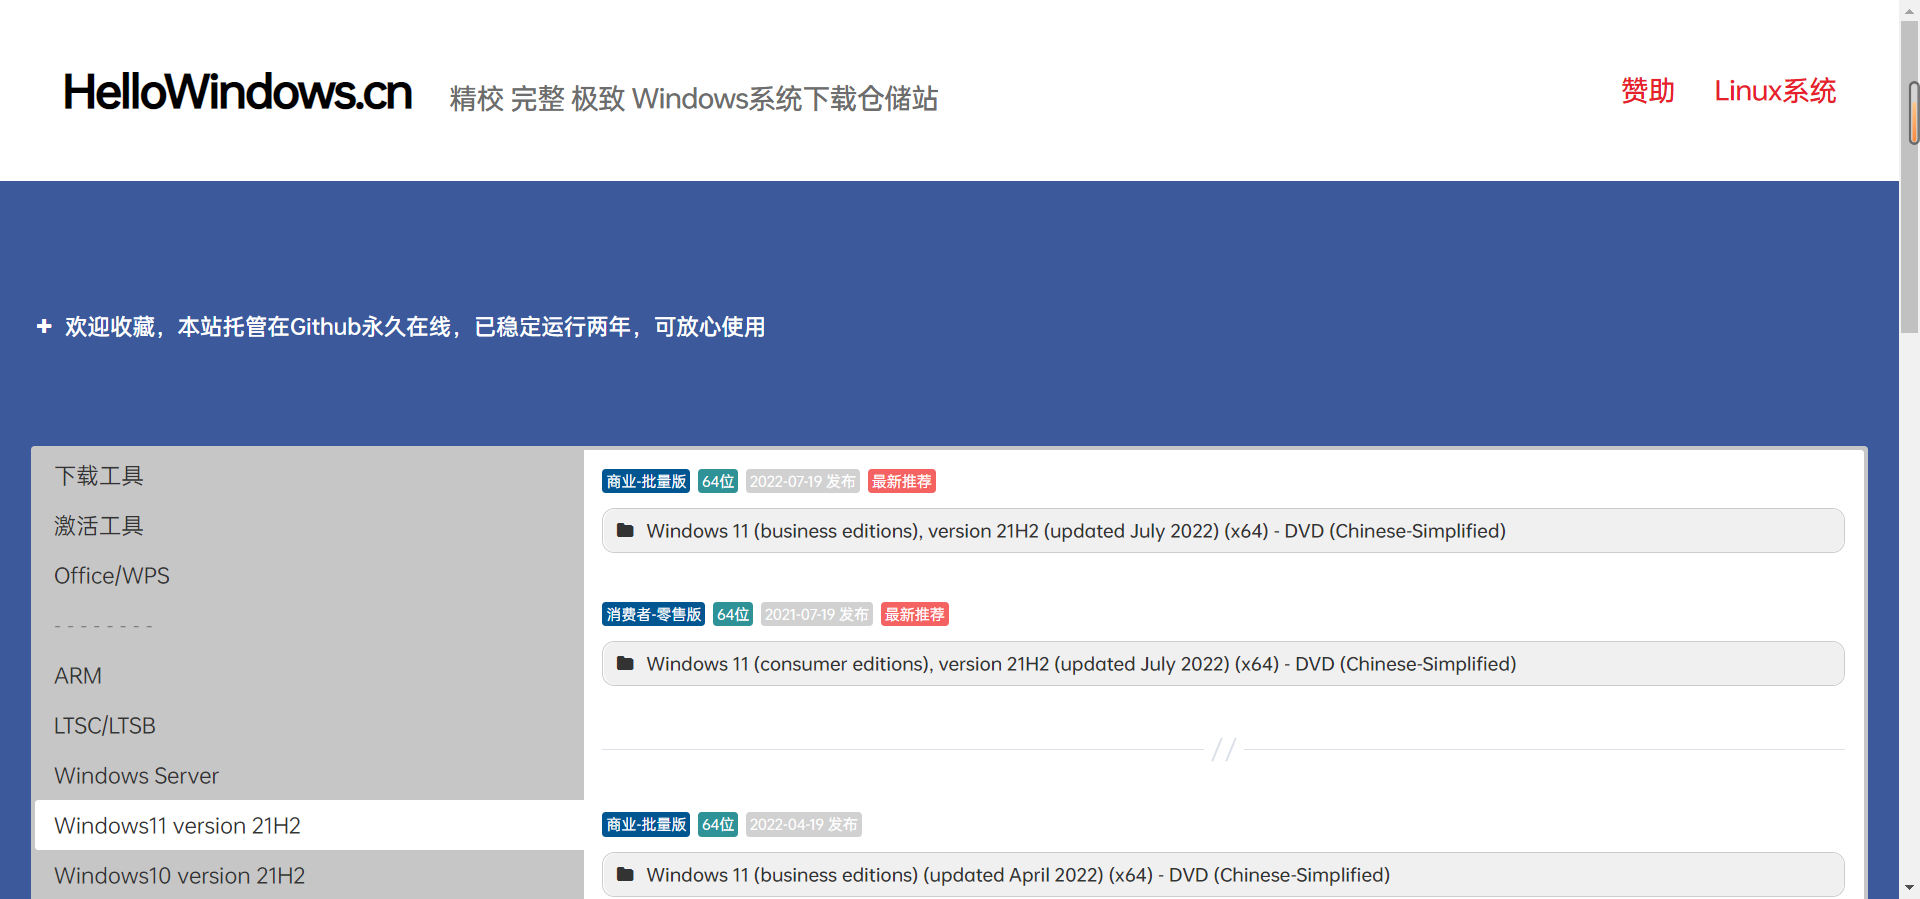 HelloWindows.cn 精校 完整 极致 Windows系统下载仓储站 赞助 Linux系统
欢迎收藏，本站托管在Github永久在线，已稳定运行两年，可放心使用
下载工具
激活工具
Office/WPS
- - - - - - - -
ARM
LTSC/LTSB
Windows Server
Windows11 version 21H2
Windows10 version 21H2
商业-批量版 64位 2022-07-19 发布 最新推荐
Windows 11 (business editions), version 21H2 (updated July 2022) (x64) - DVD (Chinese-Simplified)
消费者-零售版 64位 2021-07-19 发布 最新推荐
Windows 11 (consumer editions), version 21H2 (updated July 2022) (x64) - DVD (Chinese-Simplified)
//
商业-批量版 64位 2022-04-19 发布
Windows 11 (business editions) (updated April 2022) (x64) - DVD (Chinese-Simplified)